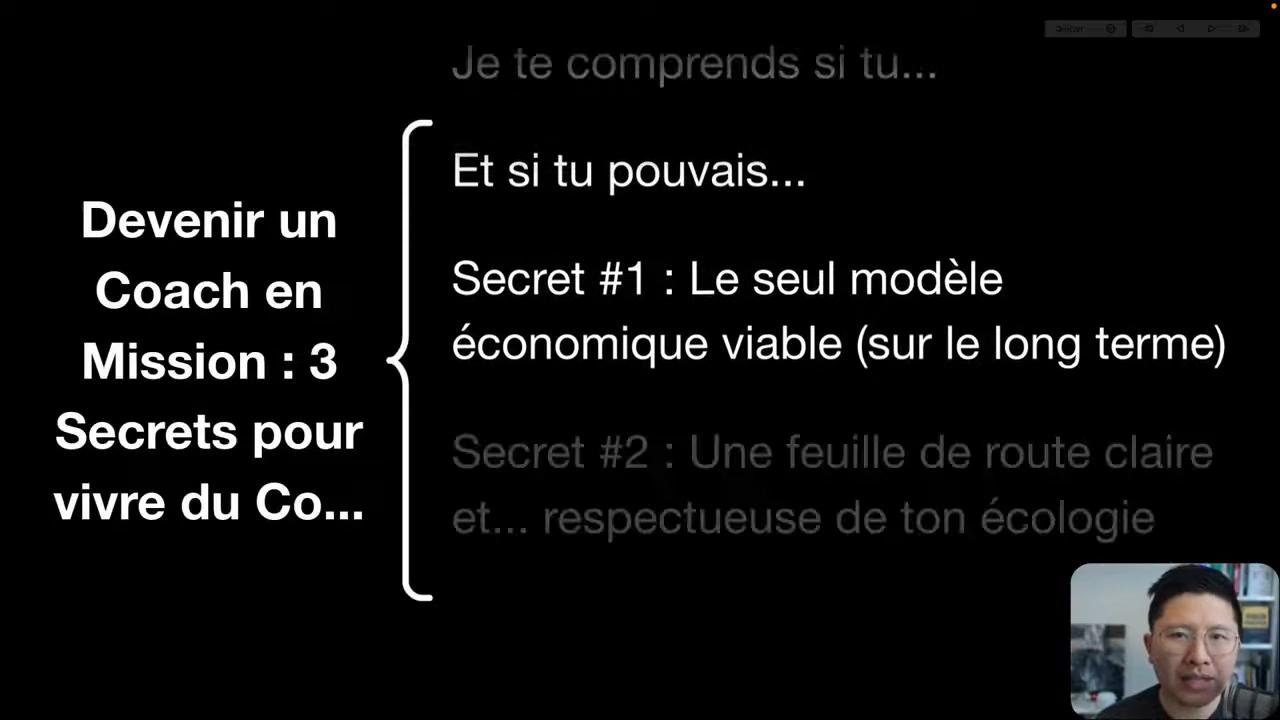 Je te comprends si tu...
Et si tu pouvais...
Devenir un
Coach en
Mission : 3
Secrets pour
vivre du Co...
Secret #1 : Le seul modèle
économique viable (sur le long terme)
Secret #2 : Une feuille de route claire
et... respectueuse de ton écologie